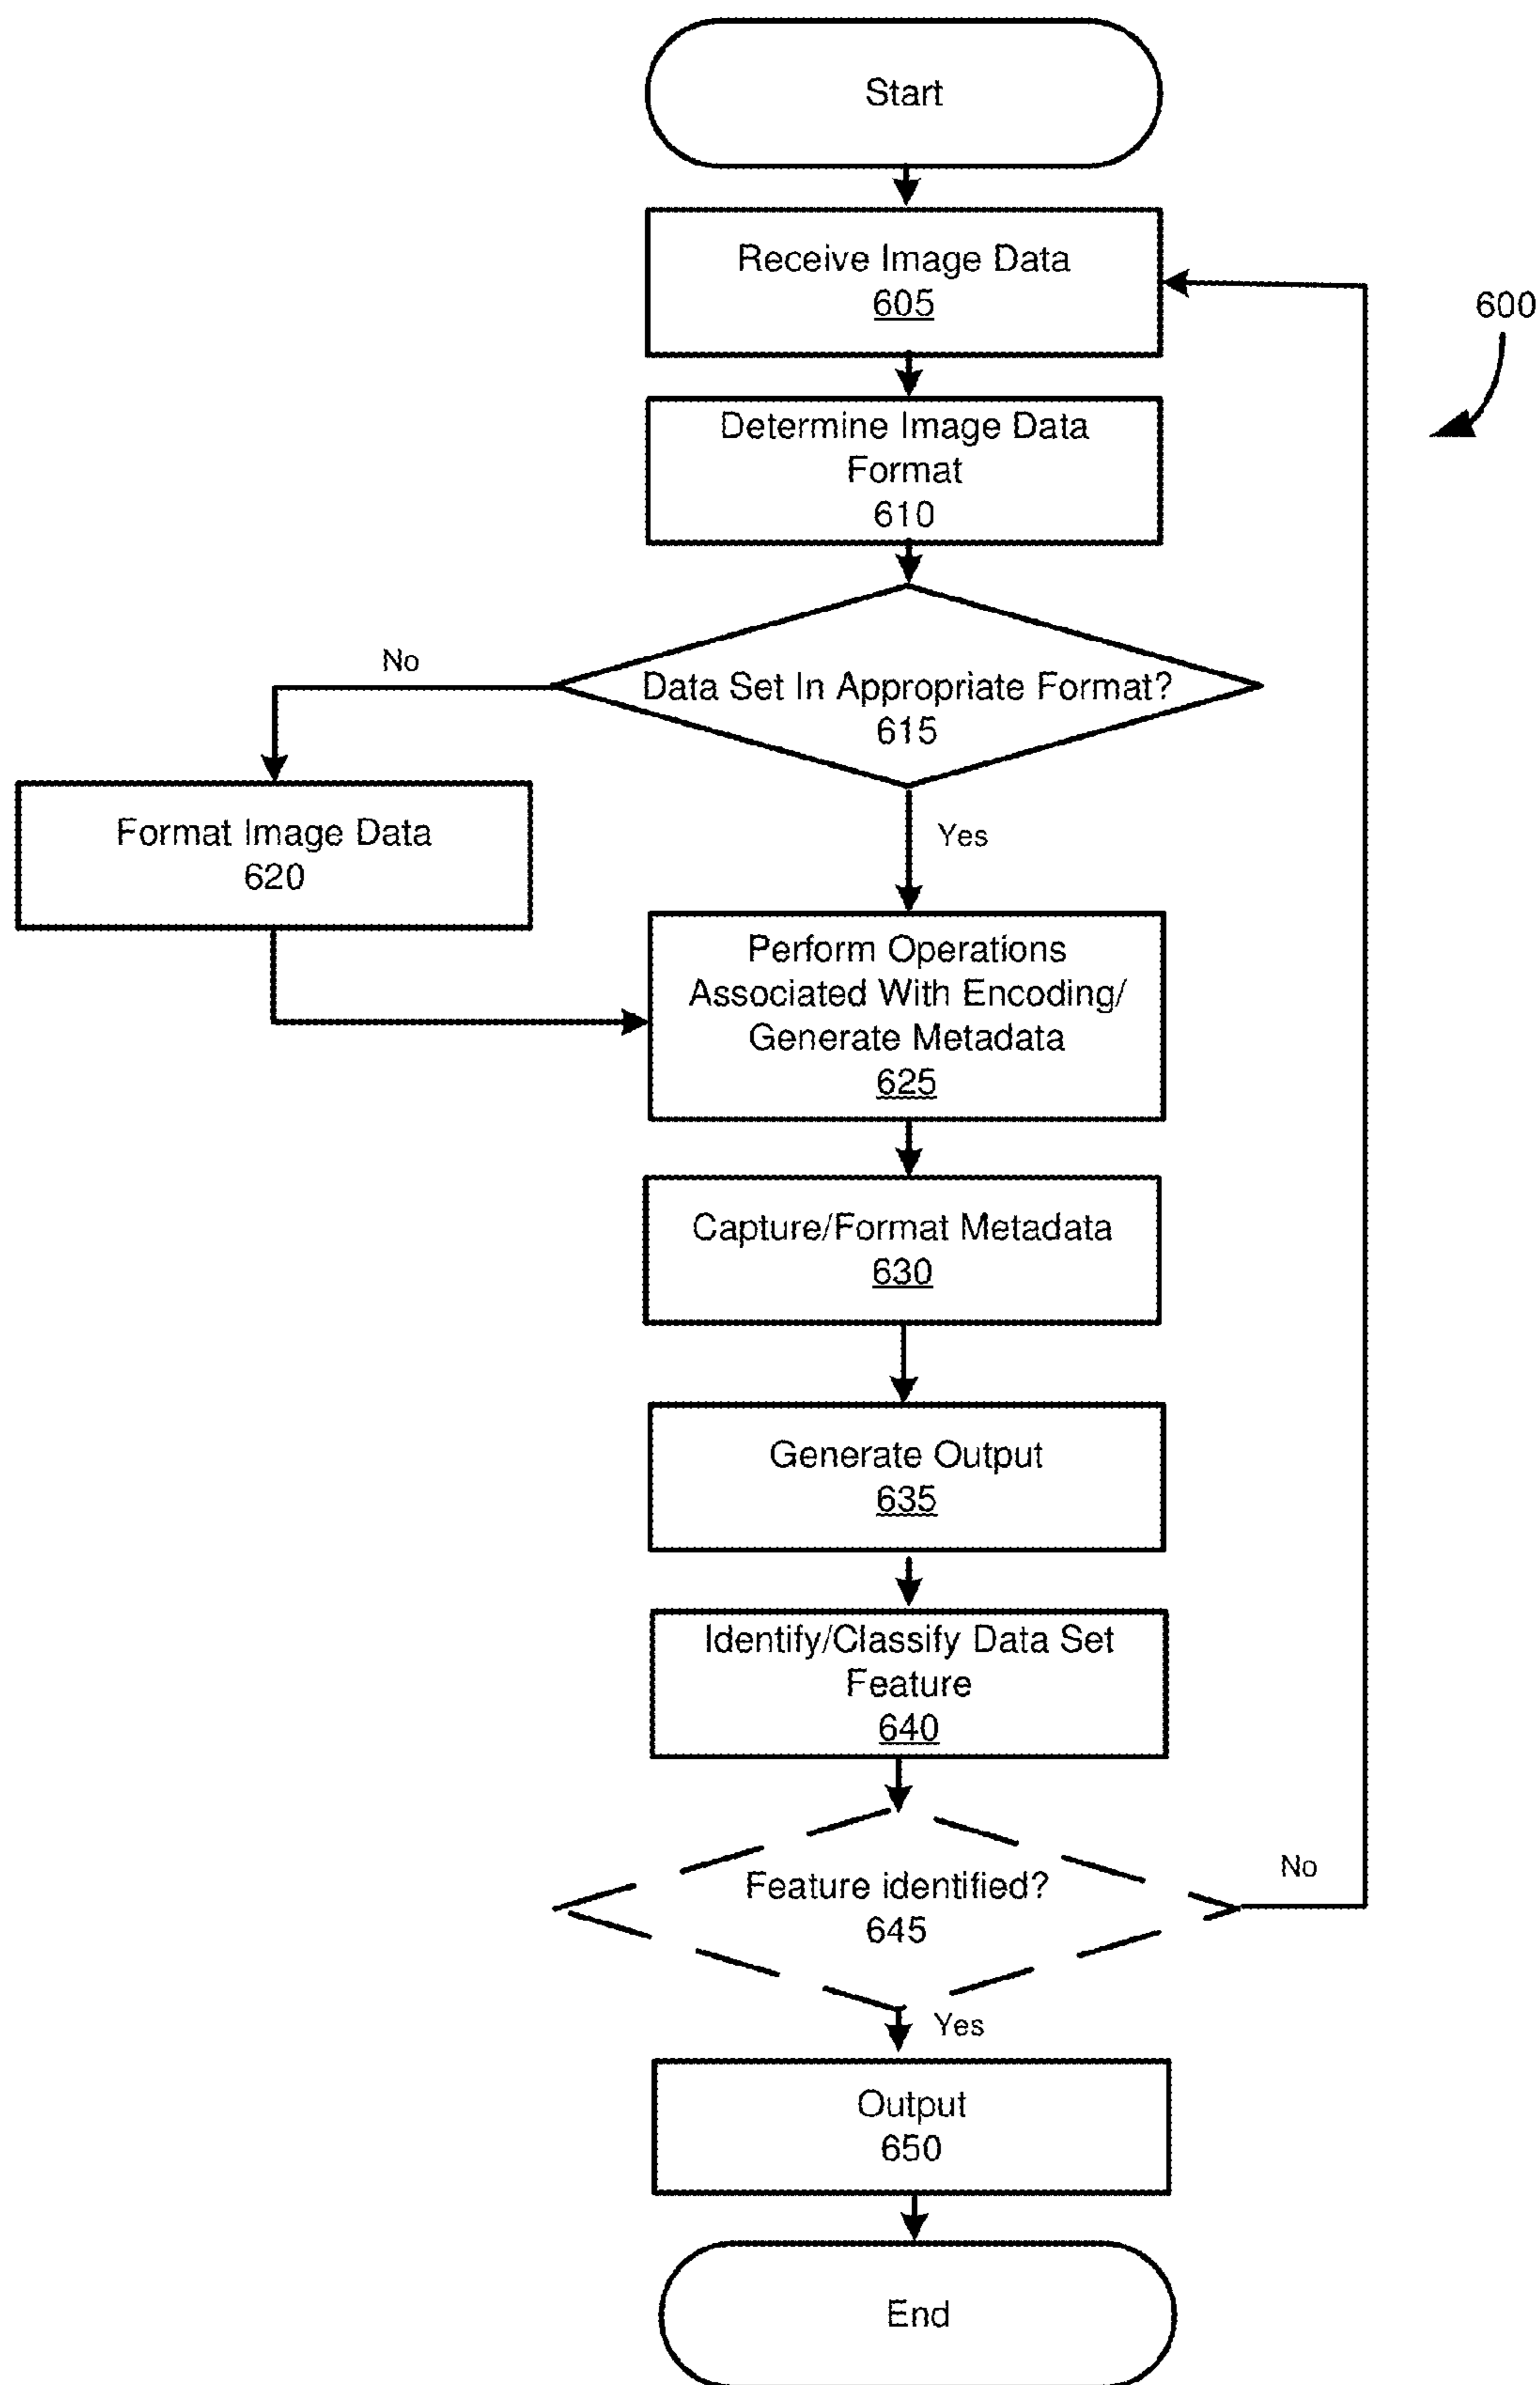 Start
Receive Image Data
605
600
Determine Image Data
Format
610
No
Data Set In Appropriate Format?
615
Format Image Data
620
Yes
Perform Operations
Associated With Encoding/
Generate Metadata
625
Capture/Format Metadata
630
Generate Output
635
Identify/Classify Data Set
Feature
640
Feature identified?
645
No
Yes
Output
650
End